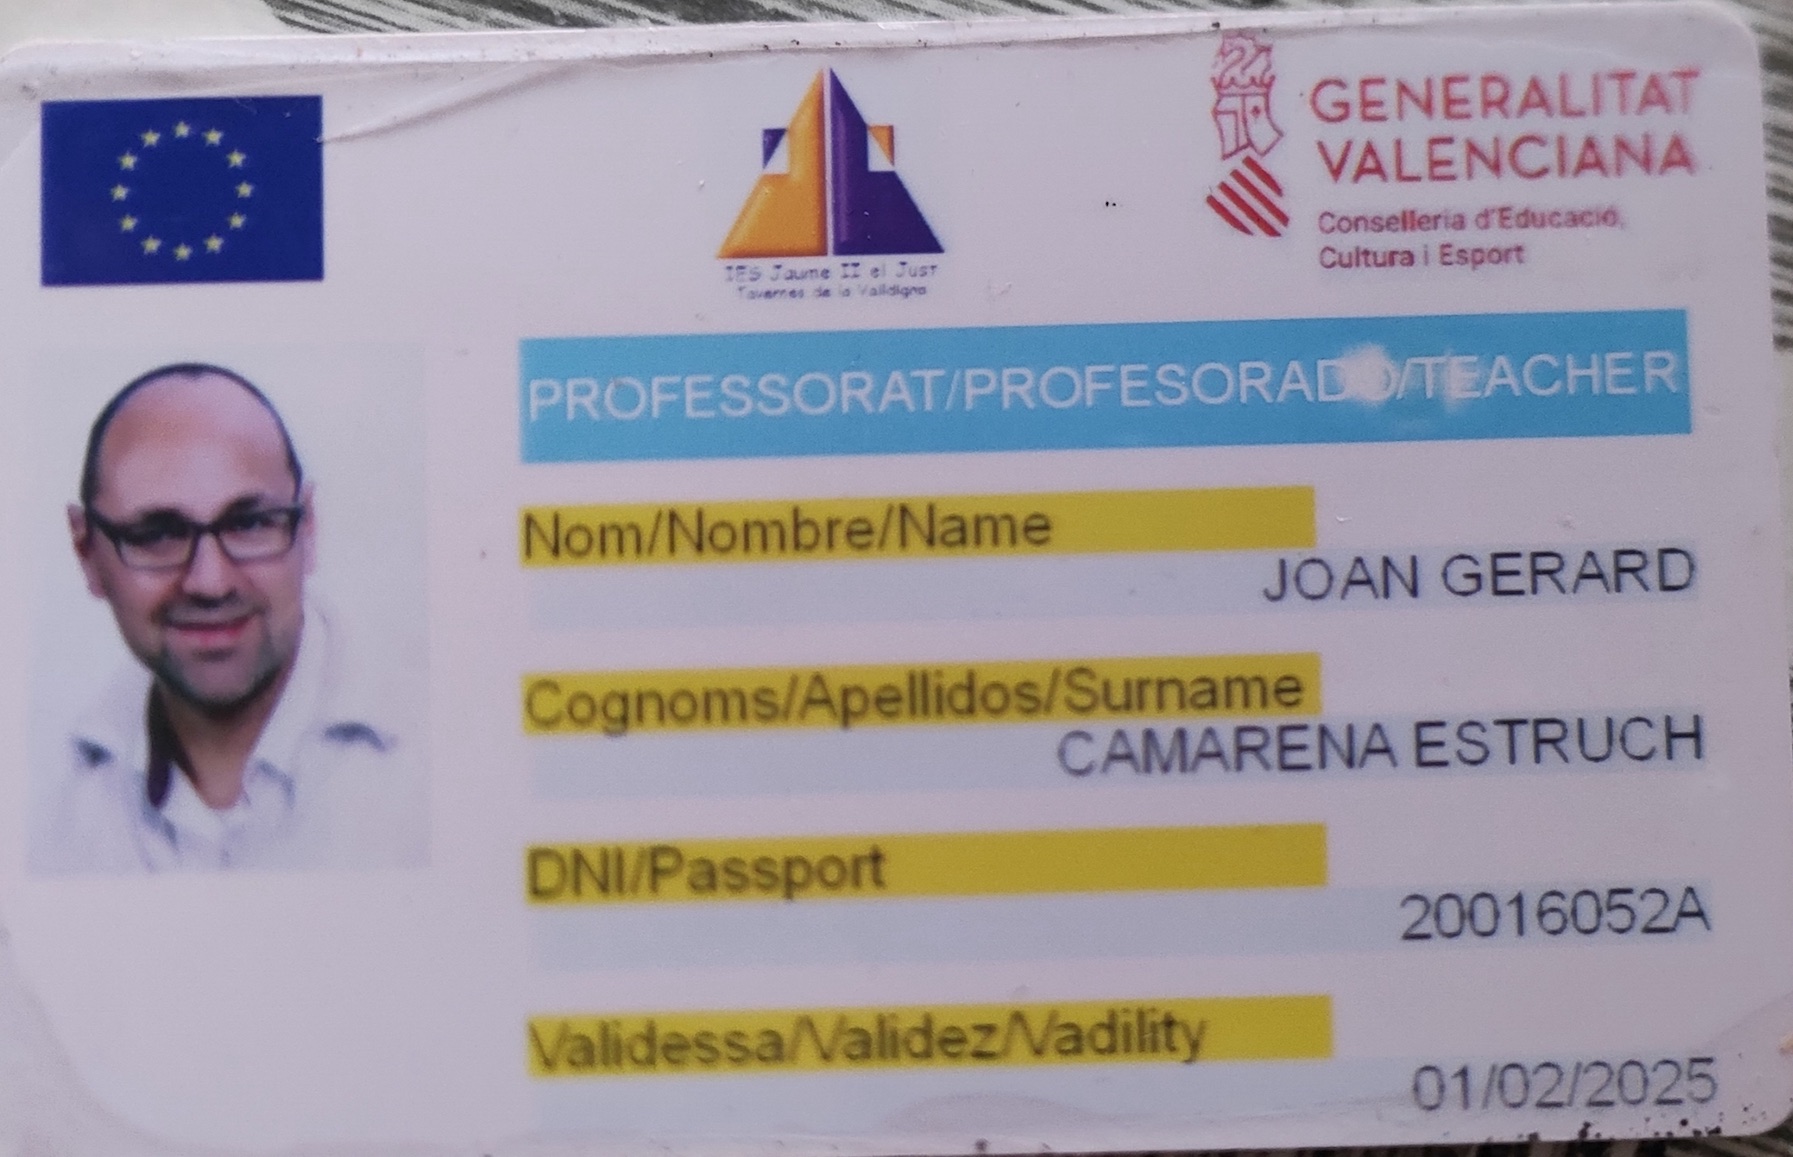 GENERALITAT
VALENCIANA
Conselleria d'Educació,
Cultura i Esport
IES Jaume II el Just
Tavernes de la Valldigna
PROFESSORAT/PROFESORADO/TEACHER
Nom/Nombre/Name
JOAN GERARD
Cognoms/Apellidos/Surname
CAMARENA ESTRUCH
DNI/Passport
20016052A
Validessa/Validez/Vadility
01/02/2025